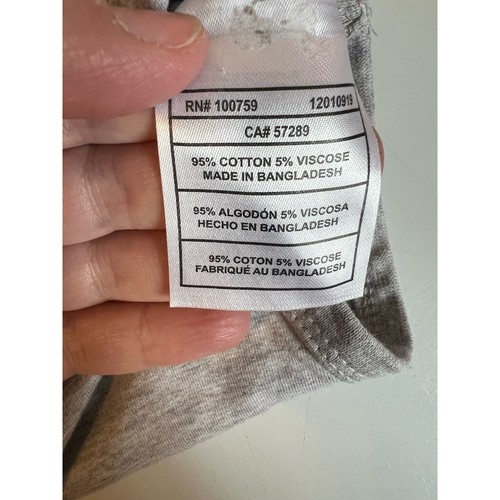 RN# 100759 12010919
CA# 57289
95% COTTON 5% VISCOSE
MADE IN BANGLADESH
95% ALGODÓN 5% VISCOSA
HECHO EN BANGLADESH
95% COTON 5% VISCOSE
FABRIQUÉ AU BANGLADESH